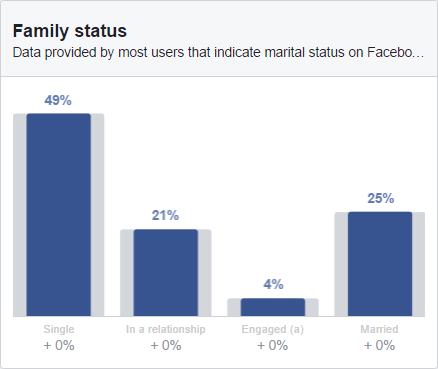 Family status
Data provided by most users that indicate marital status on Facebo…
49%
21%
4%
25%
Single
In a relationship
Engaged (a)
Married
+ 0%
+ 0%
+ 0%
+ 0%